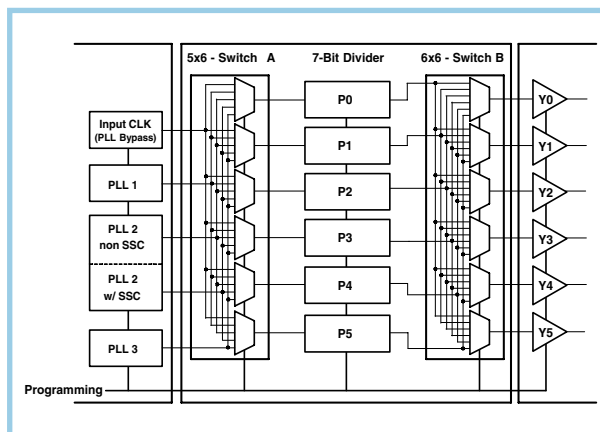 5x6 - Switch A
7-Bit Divider
6x6 - Switch B
Input CLK
(PLL Bypass)
PLL 1
PLL 2
non SSC
PLL 2
w/ SSC
PLL 3
P0
P1
P2
P3
P4
P5
Y0
Y1
Y2
Y3
Y4
Y5
Programming